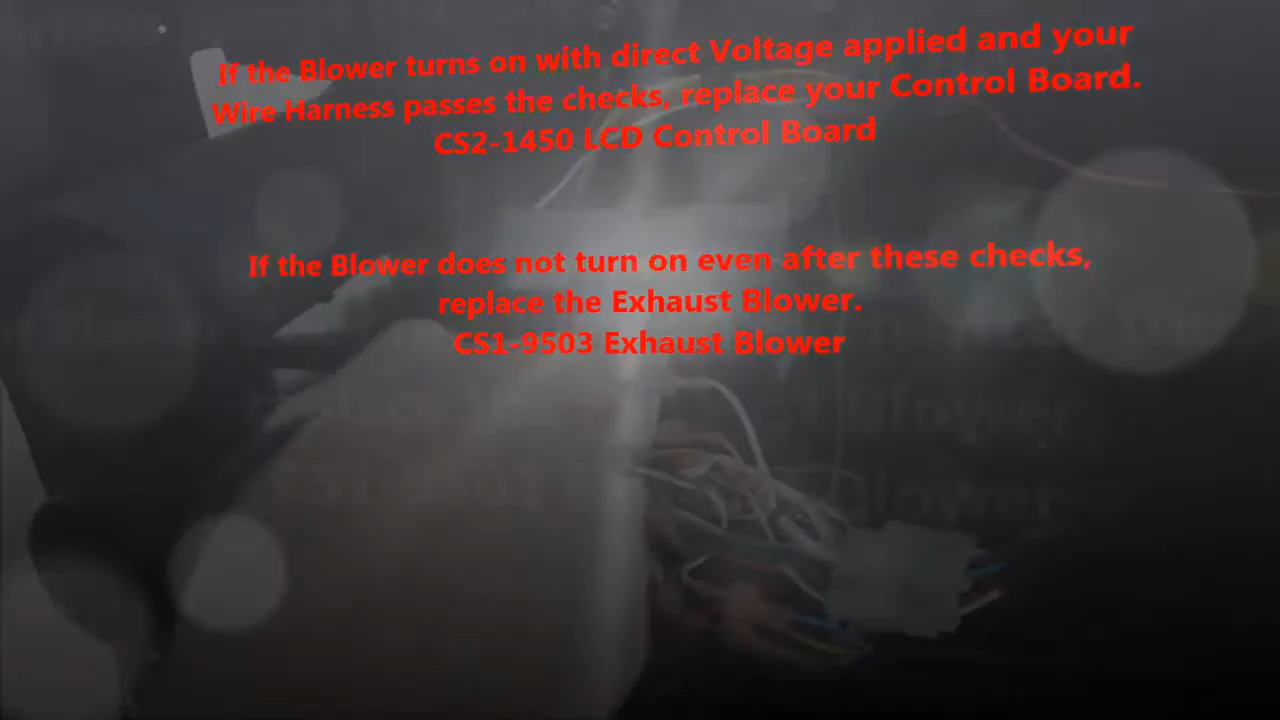 If the Blower turns on with direct Voltage applied and your
Wire Harness passes the checks, replace your Control Board.
CS2-1450 LCD Control Board
If the Blower does not turn on even after these checks,
replace the Exhaust Blower.
CS1-9503 Exhaust Blower